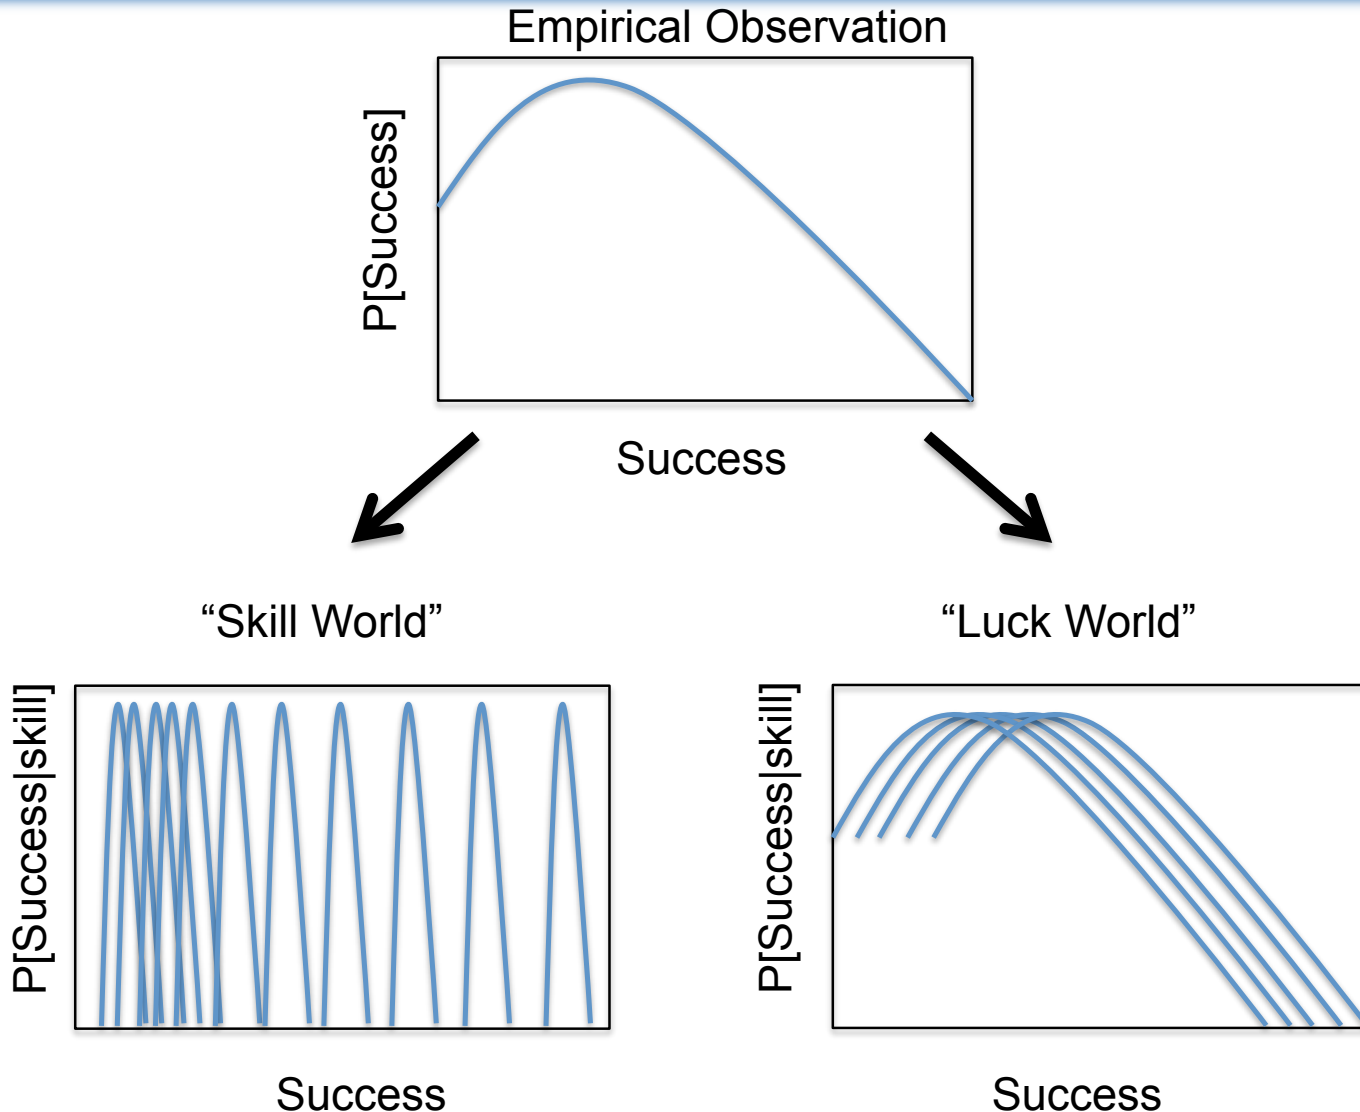 Empirical Observation
P[Success]
Success
“Skill World”
“Luck World”
P[Success|skill]
P[Success|skill]
Success
Success